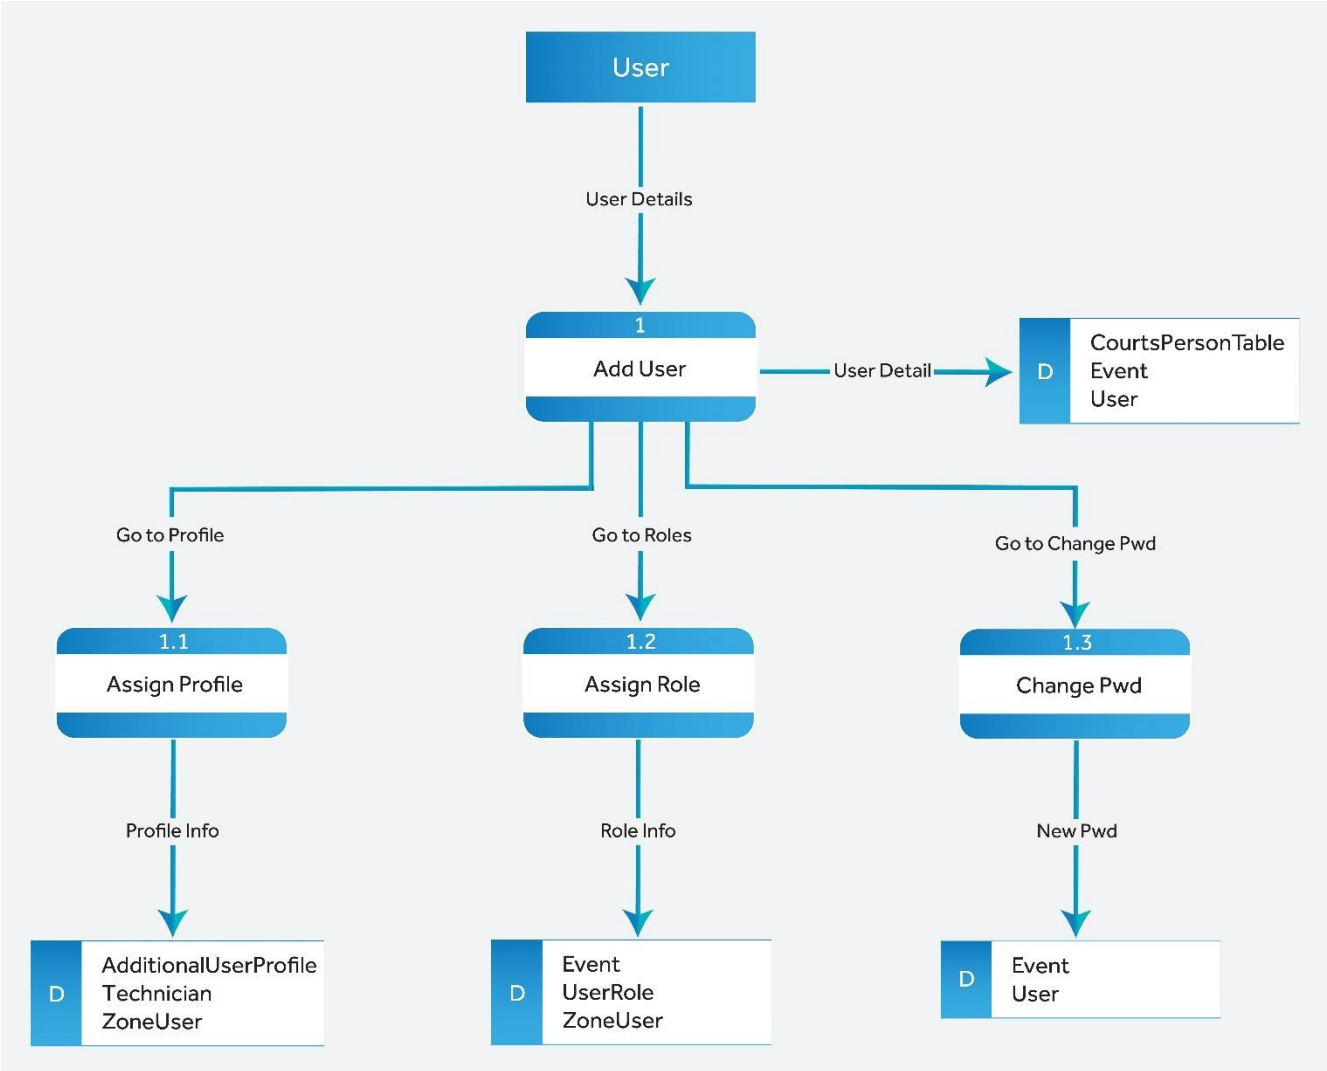 User
User Details
1
Add User
User Detail
D
CourtsPersonTable
Event
User
Go to Profile
Go to Roles
Go to Change Pwd
1.1
Assign Profile
1.2
Assign Role
1.3
Change Pwd
Profile Info
Role Info
New Pwd
D
AdditionalUserProfile
Technician
ZoneUser
D
Event
UserRole
ZoneUser
D
Event
User